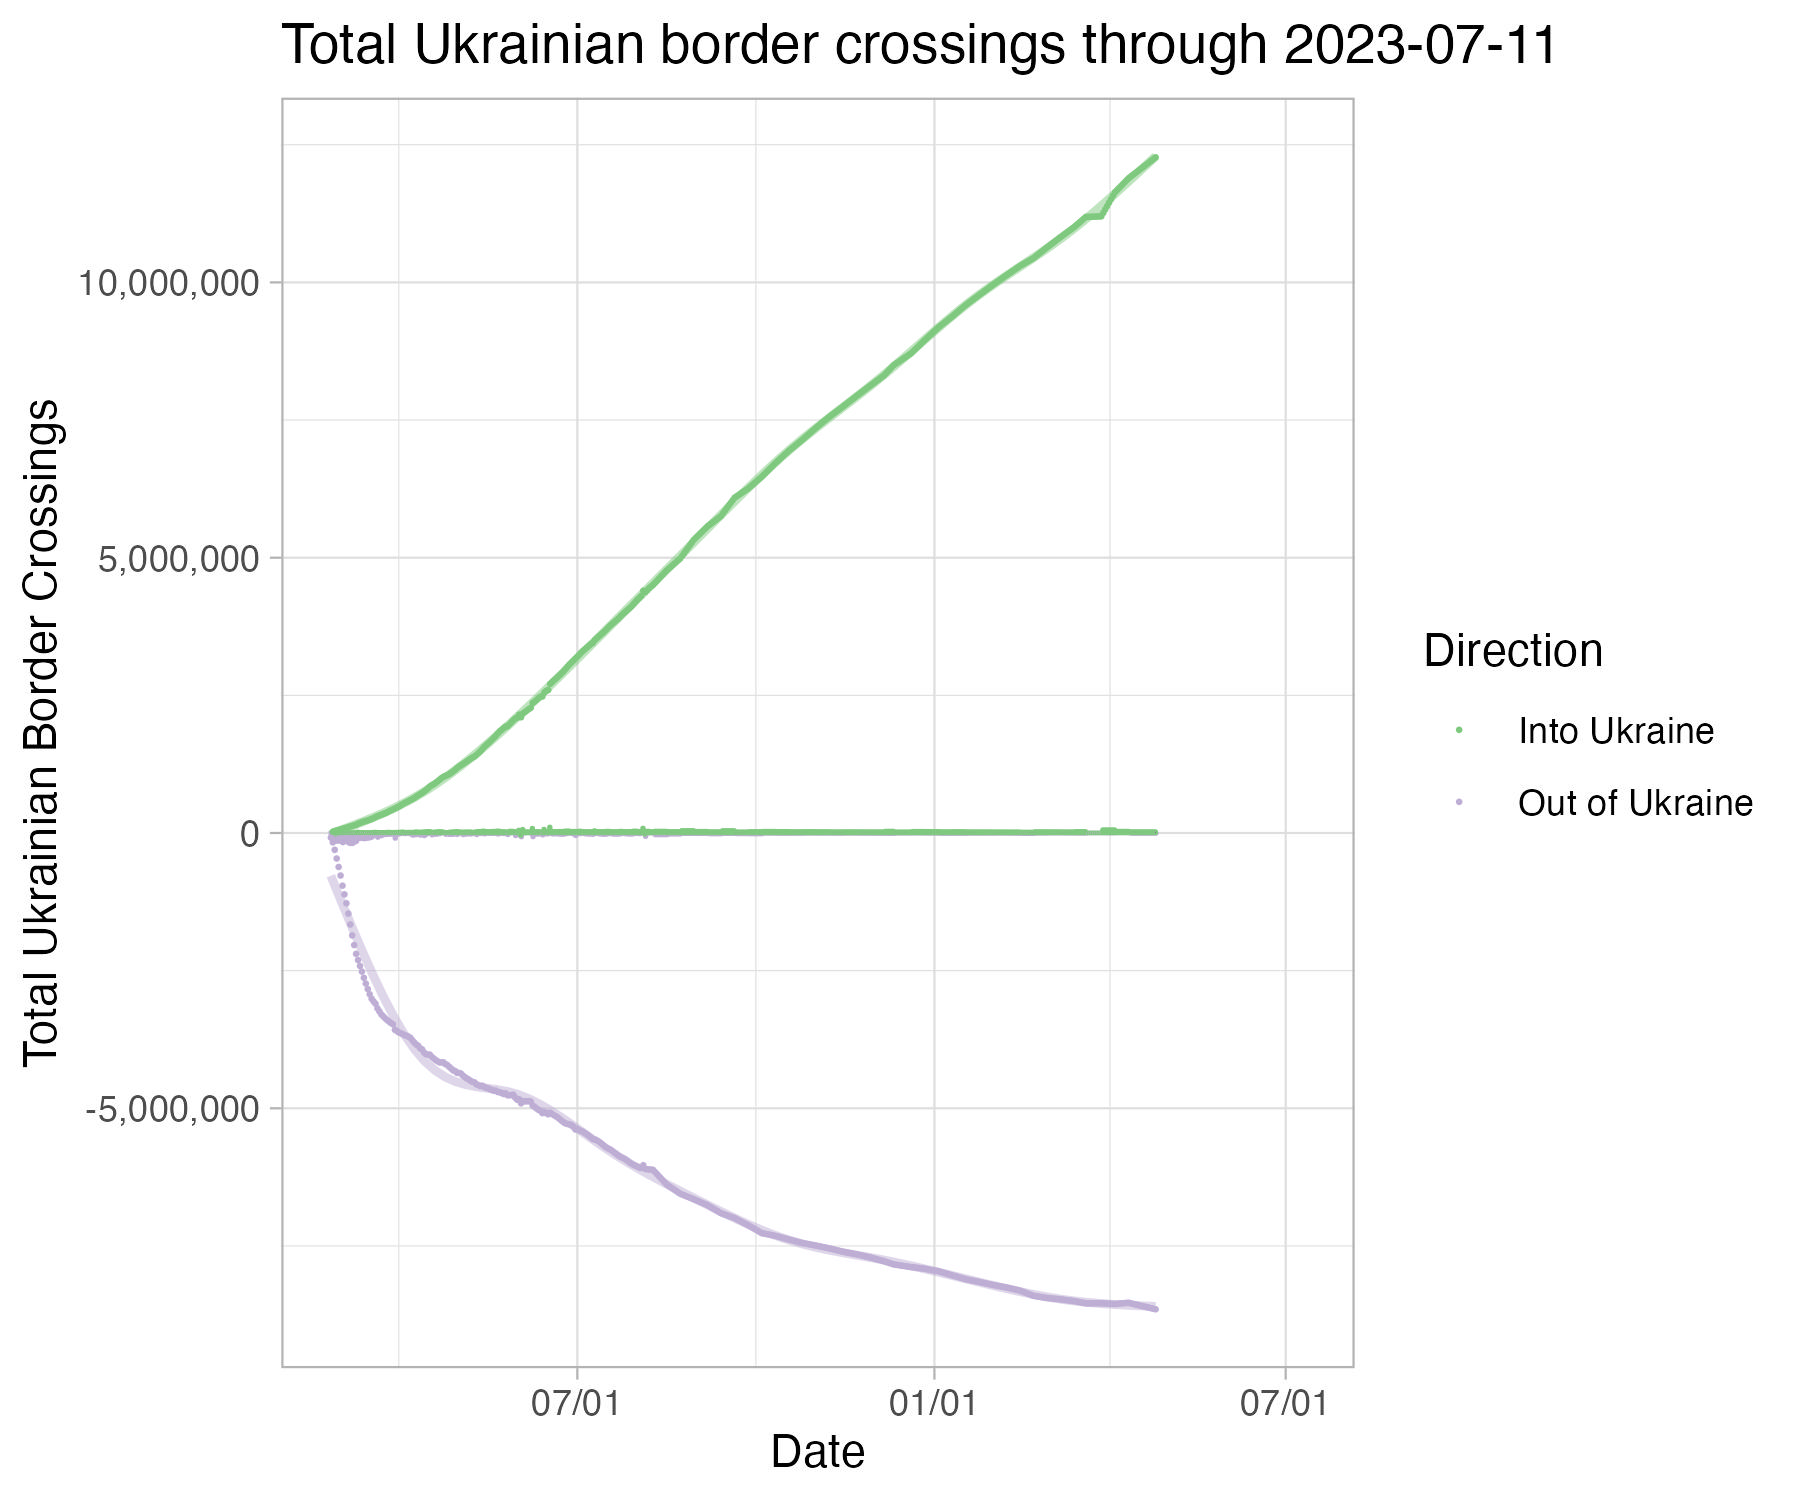 Total Ukrainian border crossings through 2023-07-11
Total Ukrainian Border Crossings
10,000,000
5,000,000
0
-5,000,000
07/01
01/01
07/01
Date
Direction
Into Ukraine
Out of Ukraine